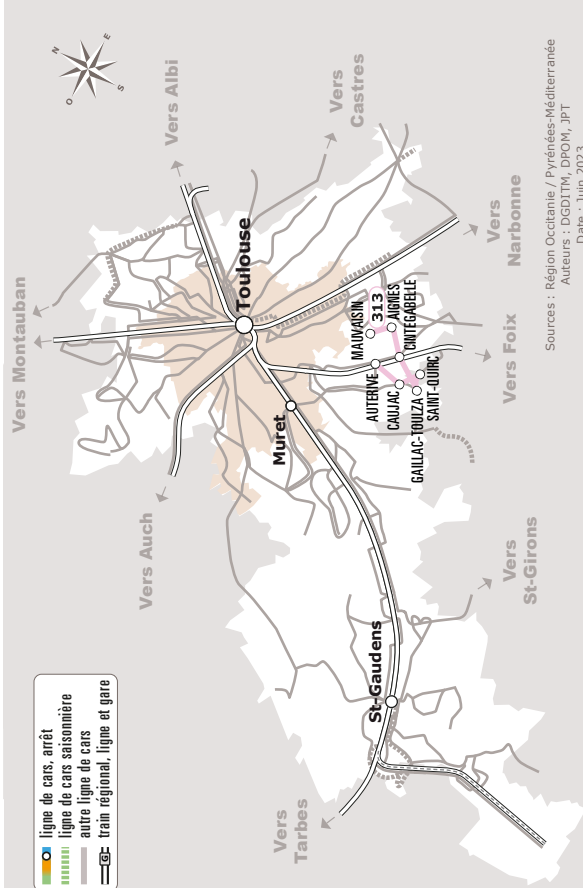 N
E
S
O
Vers Albi
Vers
Castres
Vers
Narbonne
Vers Montauban
Toulouse
MAUVAISIN
313
AIGNES
CINTEGABELLE
AUTERIVE
CAUJAC
GAILLAC-TOULZA
SAINT-QUIRC
Vers Foix
Muret
Vers Auch
Vers
St-Girons
St-Gaudens
Vers
Tarbes
ligne de cars, arrêt
ligne de cars saisonnière
autre ligne de cars
G
train régional, ligne et gare
Sources : Région Occitanie / Pyrénées-Méditerranée
Auteurs : DGDITM, DPOM, JPT
Date : Juin 2023